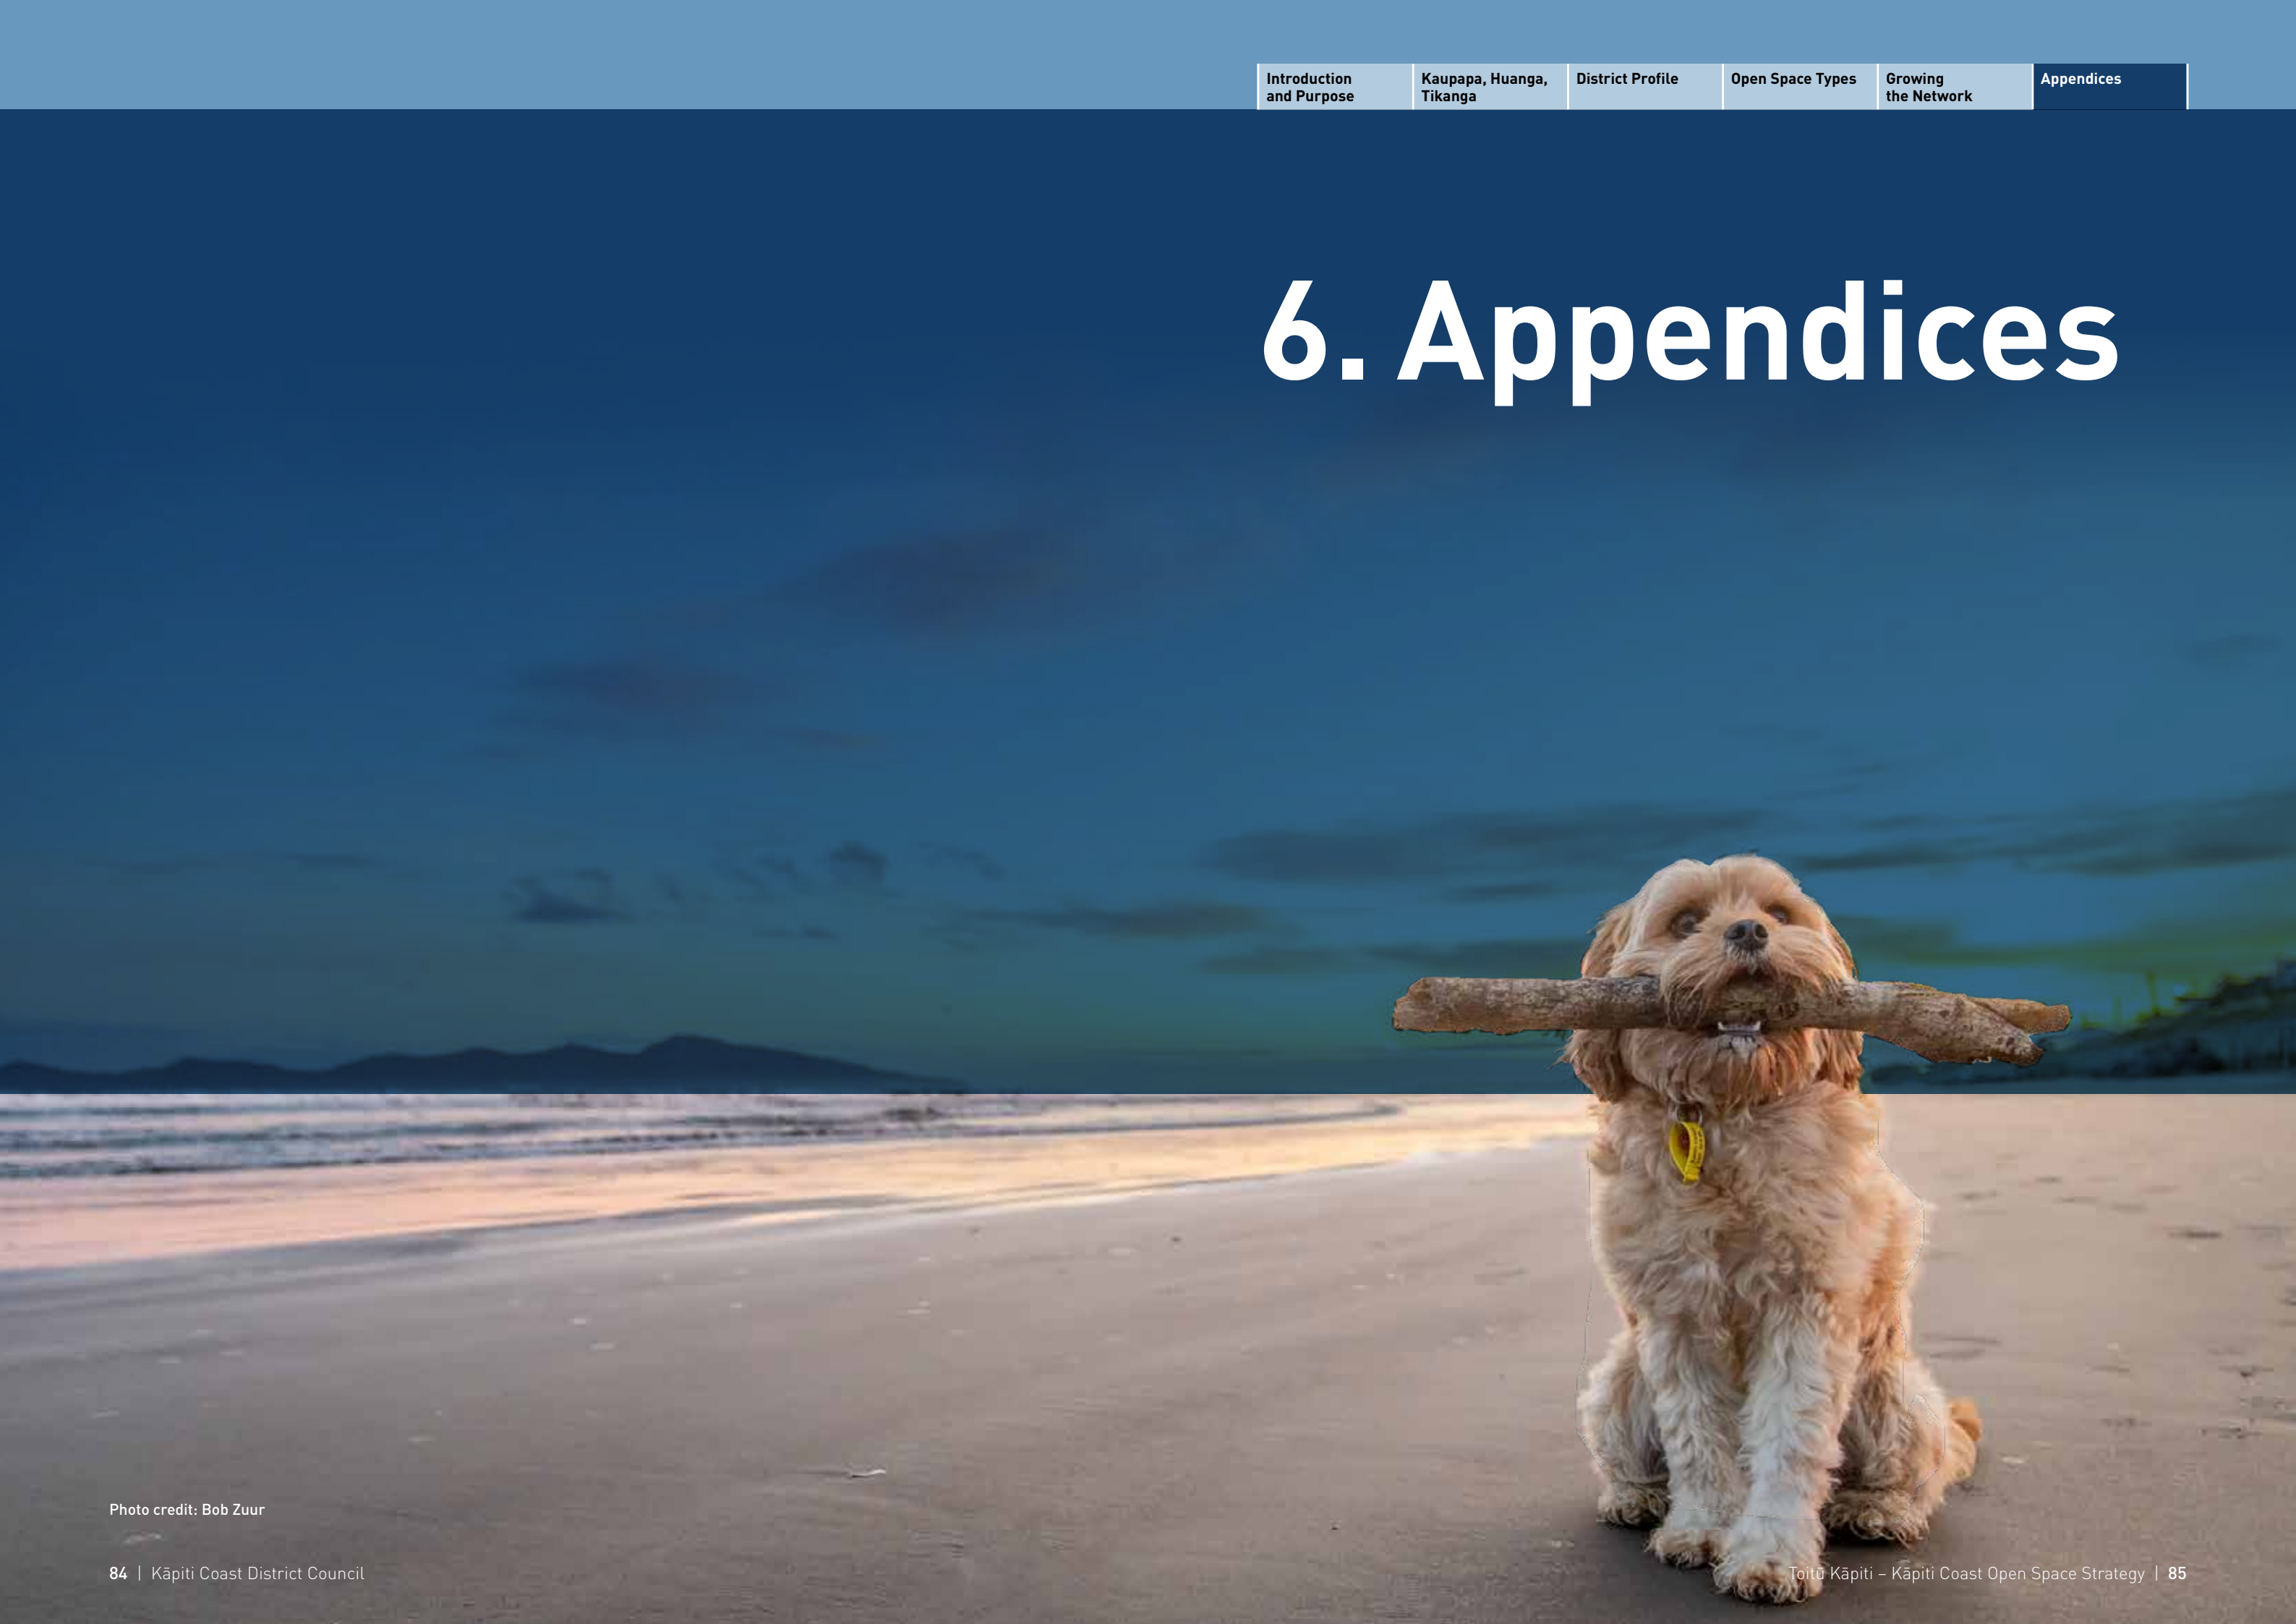 Introduction
and Purpose
Kaupapa, Huanga,
Tikanga
District Profile
Open Space Types
Growing
the Network
Appendices
6. Appendices
Photo credit: Bob Zuur
84 | Kāpiti Coast District Council
Toitū Kāpiti – Kāpiti Coast Open Space Strategy | 85